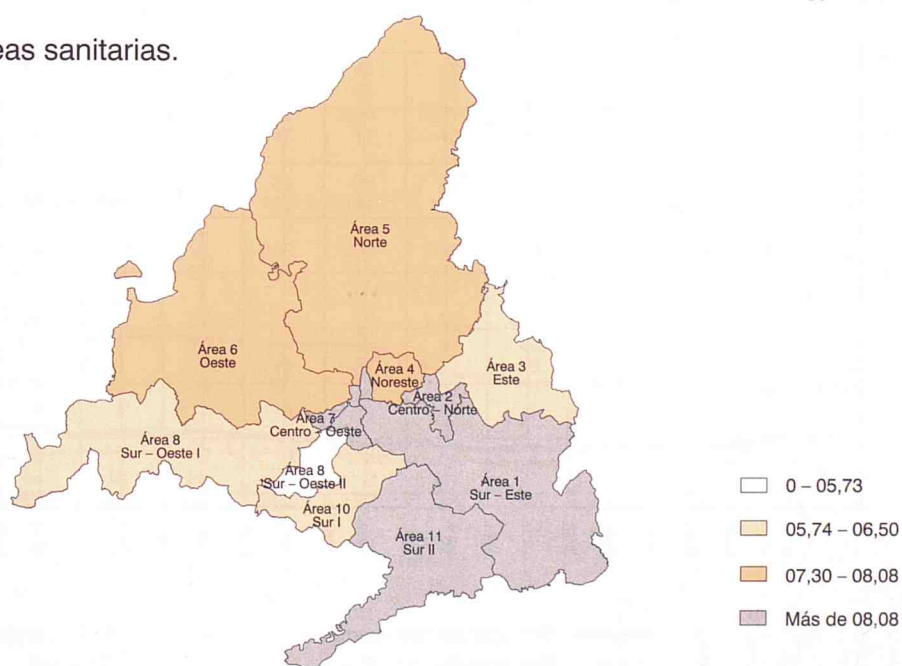 eas sanitarias.
Área 5
Norte
Área 6
Oeste
Área 4
Noreste
Área 3
Este
Área 2
Centro – Norte
Área 7
Centro – Oeste
Área 8
Sur – Oeste I
Área 8
Sur – Oeste II
Área 1
Sur – Este
Área 10
Sur I
Área 11
Sur II
0 – 05,73
05,74 – 06,50
07,30 – 08,08
Más de 08,08